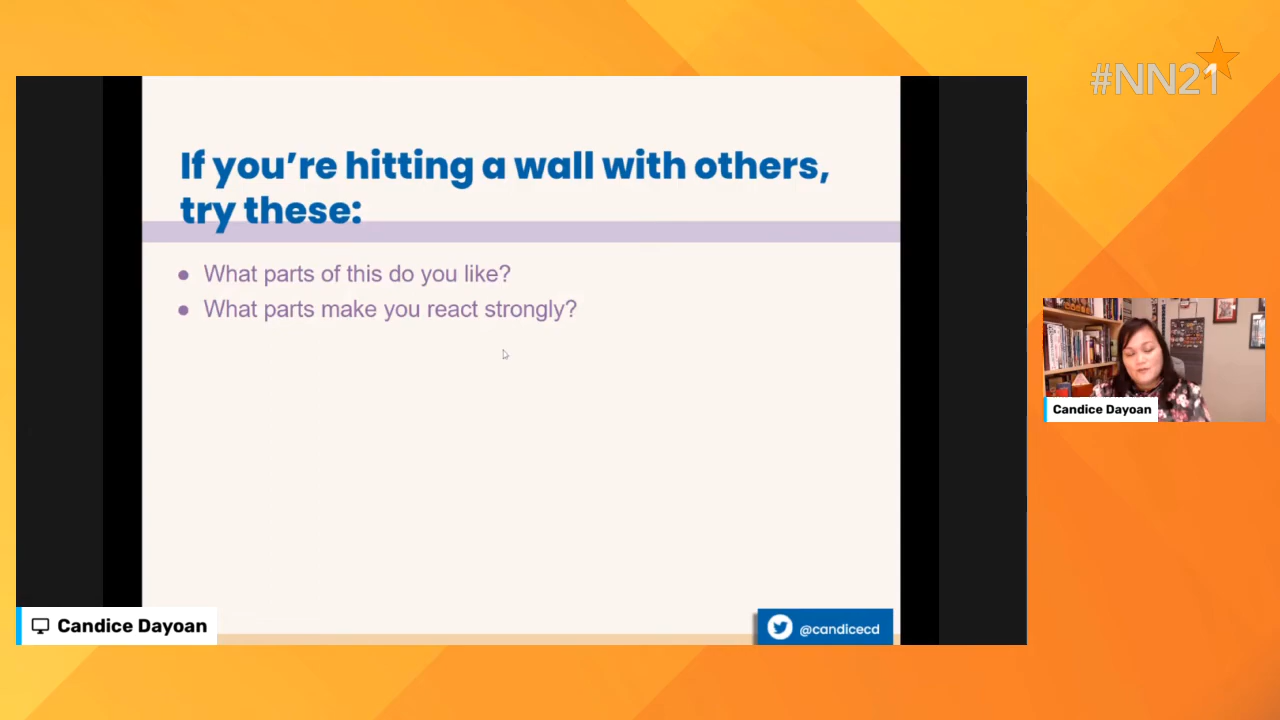 #NN21
If you're hitting a wall with others,
try these:
● What parts of this do you like?
● What parts make you react strongly?
Candice Dayoan
Candice Dayoan
@candicecd